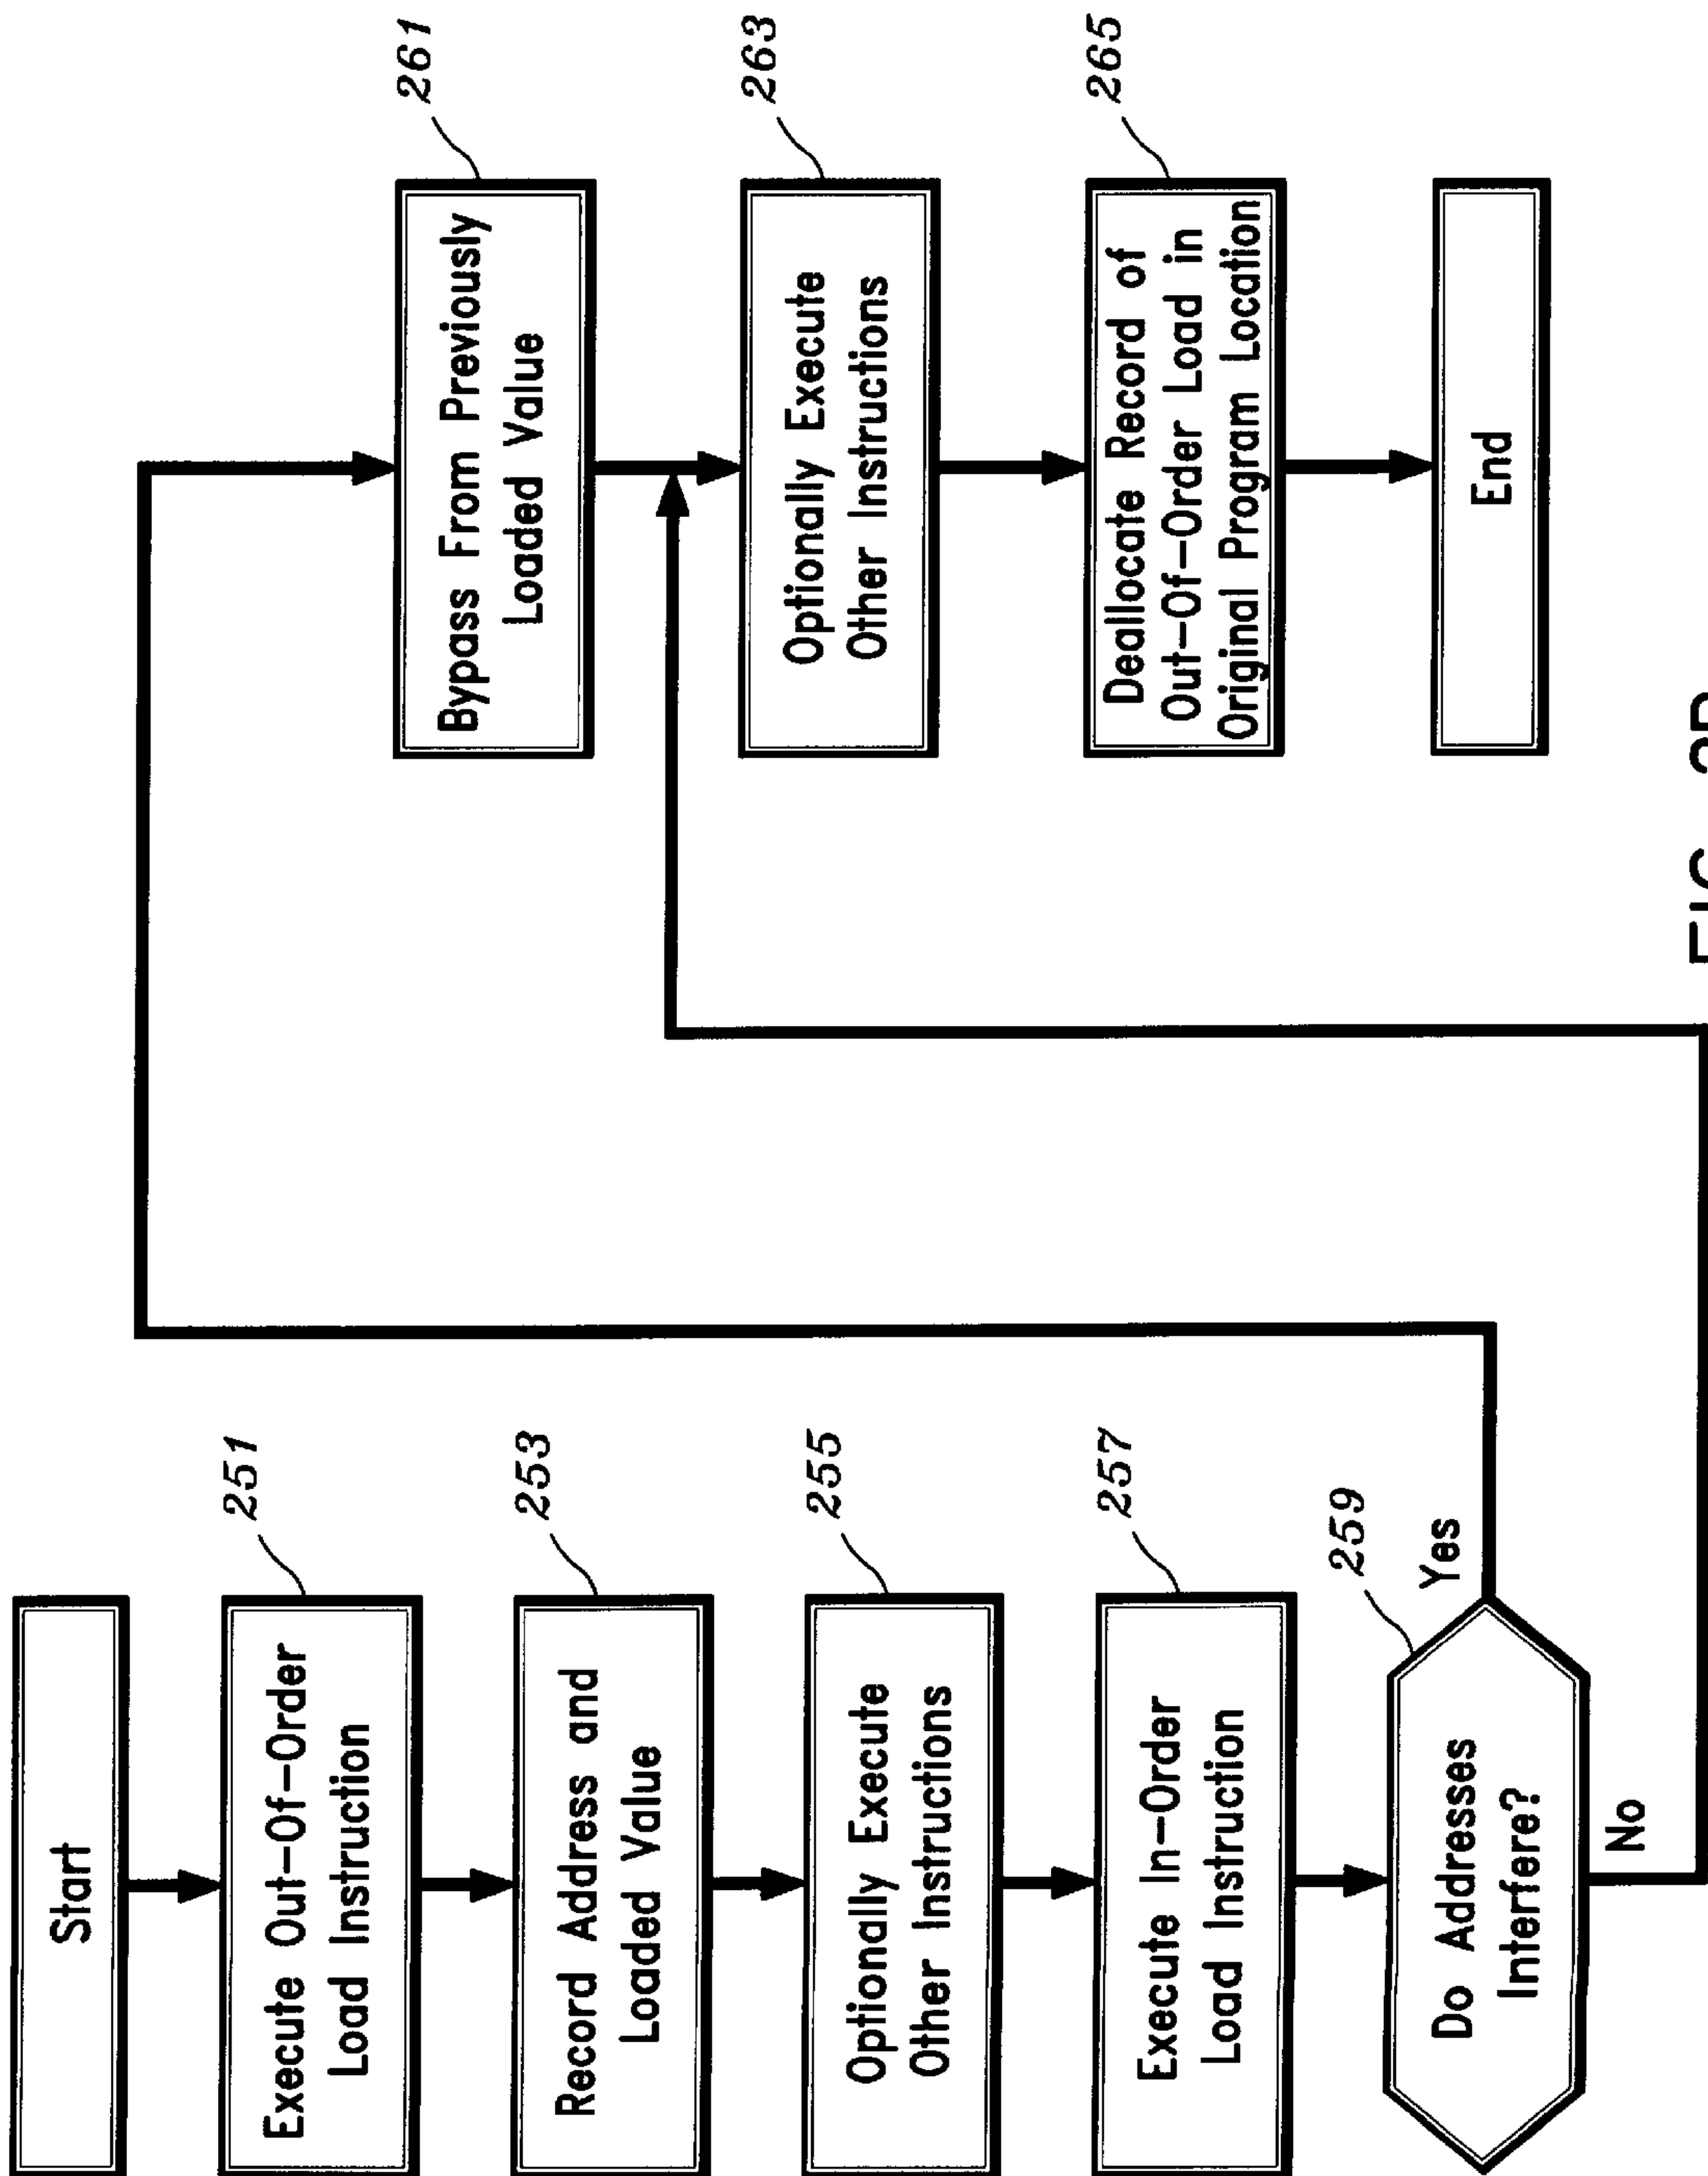 Start
Execute Out-Of-Order
Load Instruction
251
Record Address and
Loaded Value
253
Optionally Execute
Other Instructions
255
Execute In-Order
Load Instruction
257
Do Addresses
Interfere?
259
Yes
No
Bypass From Previously
Loaded Value
261
Optionally Execute
Other Instructions
263
Deallocate Record of
Out-Of-Order Load in
Original Program Location
265
End
FIG.